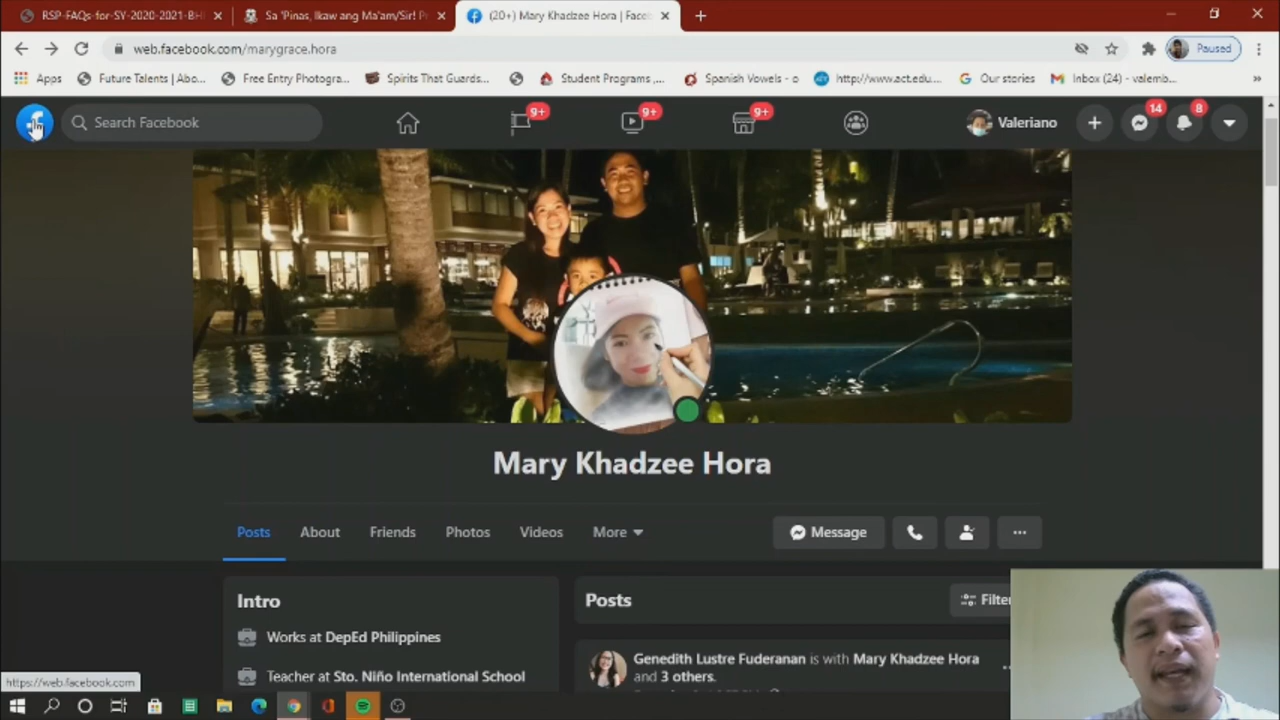 RSP-FAQs-for-SY-2020-2021-BHI
Sa 'Pinas, Ikaw ang Ma'am/Sir! P
(20+) Mary Khadzee Hora | Face
web.facebook.com/marygrace.hora
Paused
Apps
Future Talents | Abo...
Free Entry Photogra...
Spirits That Guards...
Student Programs ,...
Spanish Vowels - o
http://www.act.edu....
Our stories
Inbox (24) - valemb...
»
Search Facebook
9+
9+
9+
Valeriano
14
8
Mary Khadzee Hora
Posts
About
Friends
Photos
Videos
More
Message
Intro
Posts
Filte
Works at DepEd Philippines
Teacher at Sto. Niño International School
Genedith Lustre Fuderanan is with Mary Khadzee Hora
and 3 others.
https://web.facebook.com